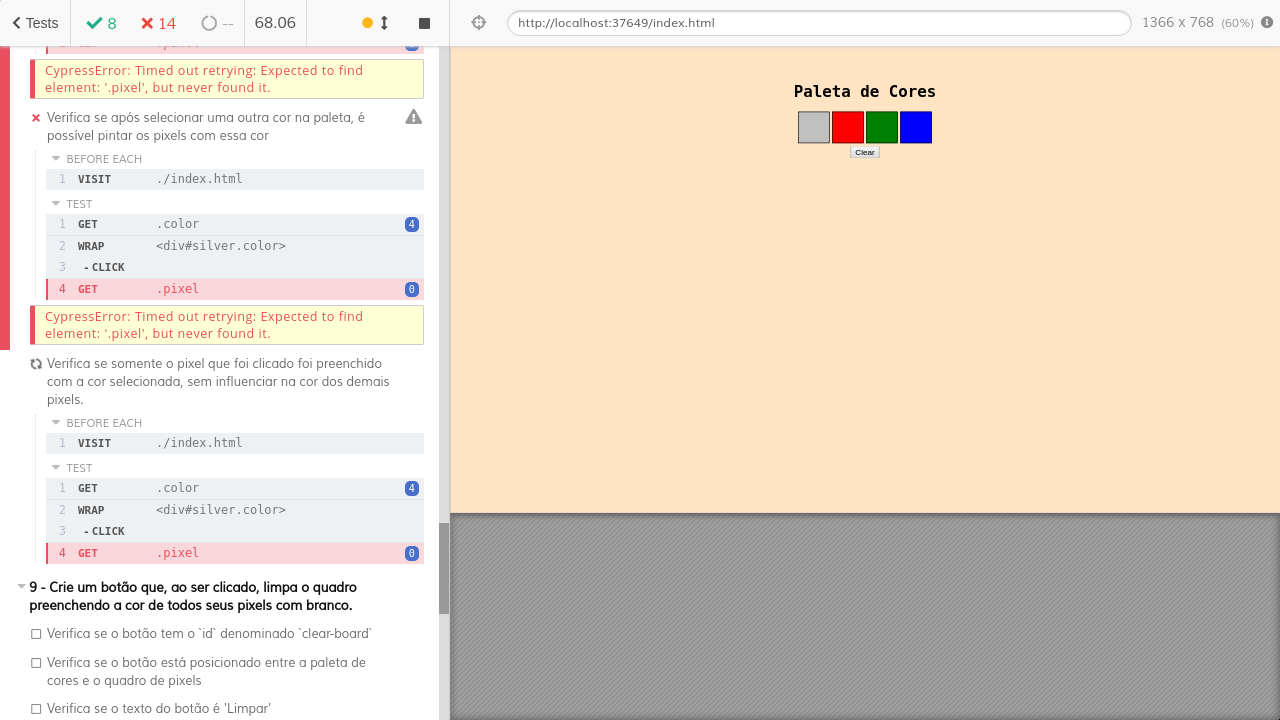 Tests
8
14
--
68.06
http://localhost:37649/index.html
1366 x 768 (60%)
CypressError: Timed out retrying: Expected to find
element: '.pixel', but never found it.
Verifica se após selecionar uma outra cor na paleta, é
possível pintar os pixels com essa cor
BEFORE EACH
1 VISIT ./index.html
TEST
1 GET .color 4
2 WRAP <div#silver.color>
3 - CLICK
4 GET .pixel 0
CypressError: Timed out retrying: Expected to find
element: '.pixel', but never found it.
Verifica se somente o pixel que foi clicado foi preenchido
com a cor selecionada, sem influenciar na cor dos demais
pixels.
BEFORE EACH
1 VISIT ./index.html
TEST
1 GET .color 4
2 WRAP <div#silver.color>
3 - CLICK
4 GET .pixel 0
9 - Crie um botão que, ao ser clicado, limpa o quadro
preenchendo a cor de todos seus pixels com branco.
Verifica se o botão tem o `id` denominado `clear-board`
Verifica se o botão está posicionado entre a paleta de
cores e o quadro de pixels
Verifica se o texto do botão é 'Limpar'
Paleta de Cores
Clear